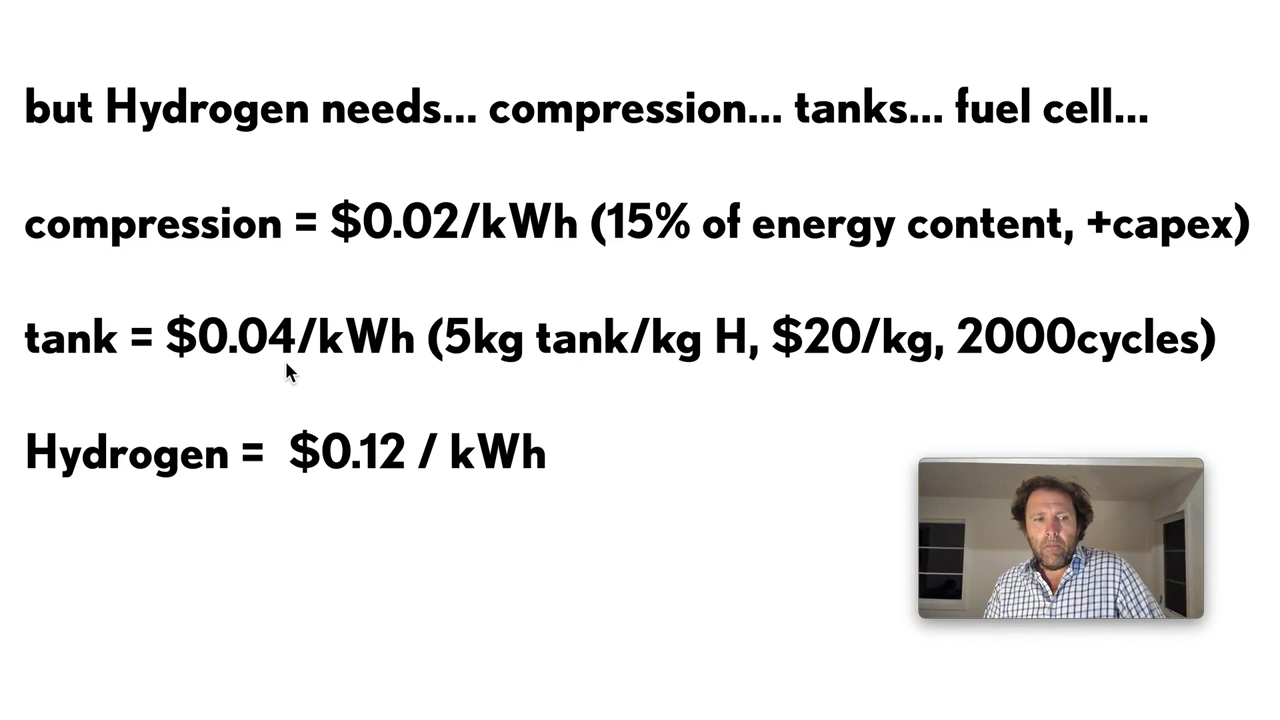 but Hydrogen needs... compression... tanks... fuel cell...
compression = $0.02/kWh (15% of energy content, +capex)
tank = $0.04/kWh (5kg tank/kg H, $20/kg, 2000cycles)
Hydrogen = $0.12 / kWh